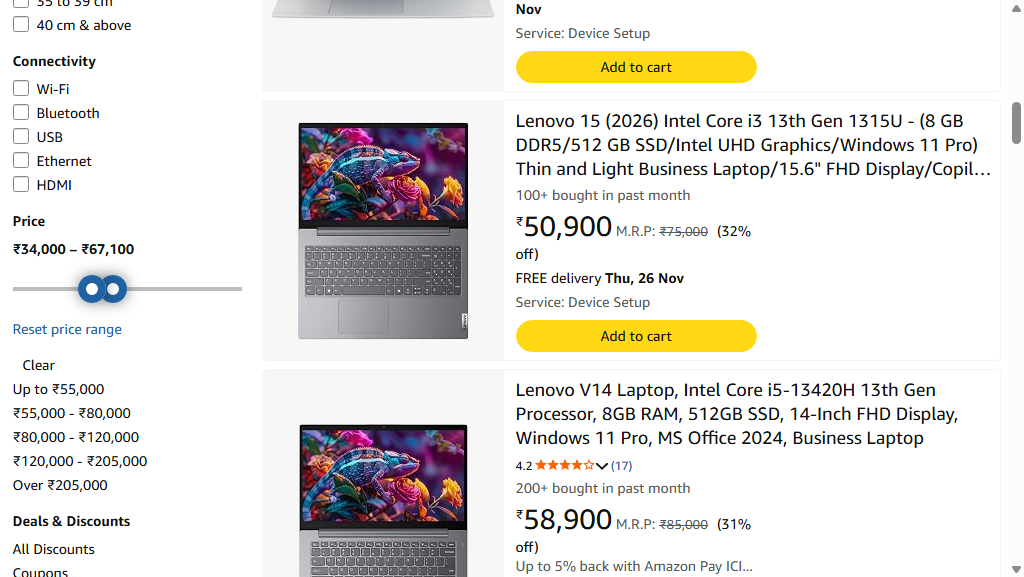 35 to 39 cm
40 cm & above
Connectivity
Wi-Fi
Bluetooth
USB
Ethernet
HDMI
Price
₹34,000 – ₹67,100
Reset price range
Clear
Up to ₹55,000
₹55,000 - ₹80,000
₹80,000 - ₹120,000
₹120,000 - ₹205,000
Over ₹205,000
Deals & Discounts
All Discounts
Coupons
Nov
Service: Device Setup
Add to cart
Lenovo
Lenovo 15 (2026) Intel Core i3 13th Gen 1315U - (8 GB
DDR5/512 GB SSD/Intel UHD Graphics/Windows 11 Pro)
Thin and Light Business Laptop/15.6" FHD Display/Copil…
100+ bought in past month
₹50,900 M.R.P: ₹75,000 (32%
off)
FREE delivery Thu, 26 Nov
Service: Device Setup
Add to cart
Lenovo V14 Laptop, Intel Core i5-13420H 13th Gen
Processor, 8GB RAM, 512GB SSD, 14-Inch FHD Display,
Windows 11 Pro, MS Office 2024, Business Laptop
4.2 (17)
200+ bought in past month
₹58,900 M.R.P: ₹85,000 (31%
off)
Up to 5% back with Amazon Pay ICI…